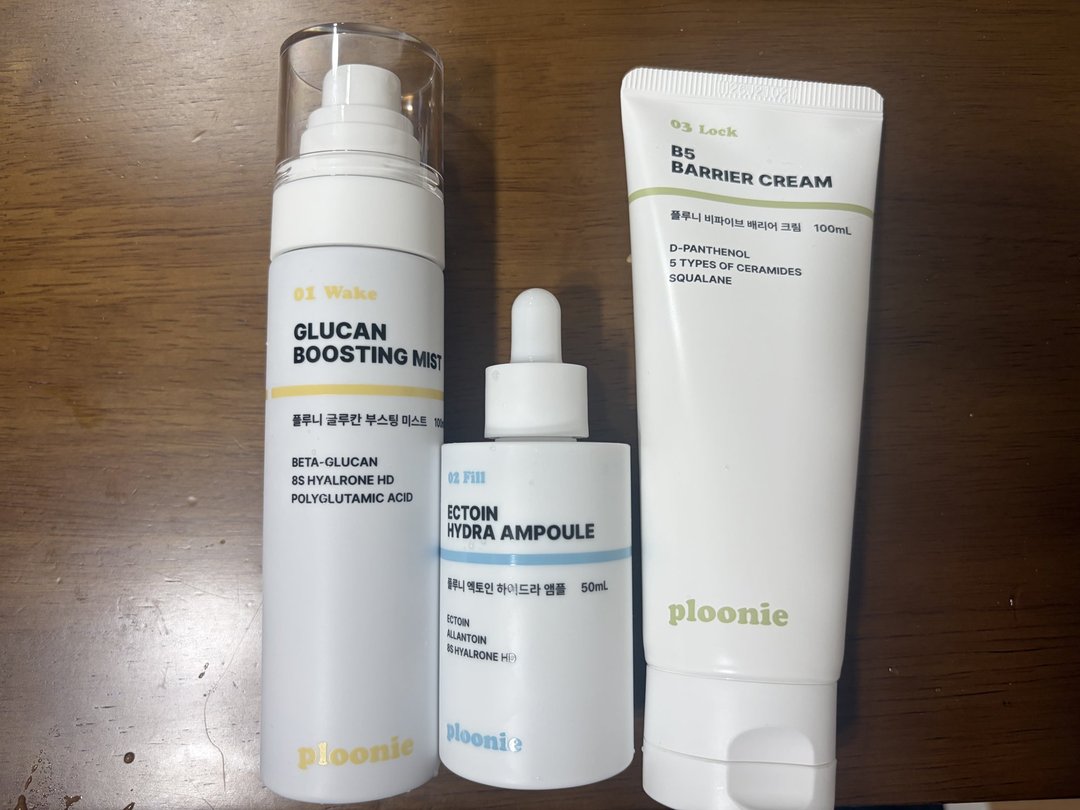 01 Wake
GLUCAN
BOOSTING MIST
플루니 글루칸 부스팅 미스트
BETA-GLUCAN
8S HYALRONE HD
POLYGLUTAMIC ACID
ploonie
02 Fill
ECTOIN
HYDRA AMPOULE
플루니 엑토인 하이드라 앰플 50mL
ECTOIN
ALLANTOIN
8S HYALRONE HD
ploonie
03 Lock
B5
BARRIER CREAM
플루니 비파이브 배리어 크림 100mL
D-PANTHENOL
5 TYPES OF CERAMIDES
SQUALANE
ploonie